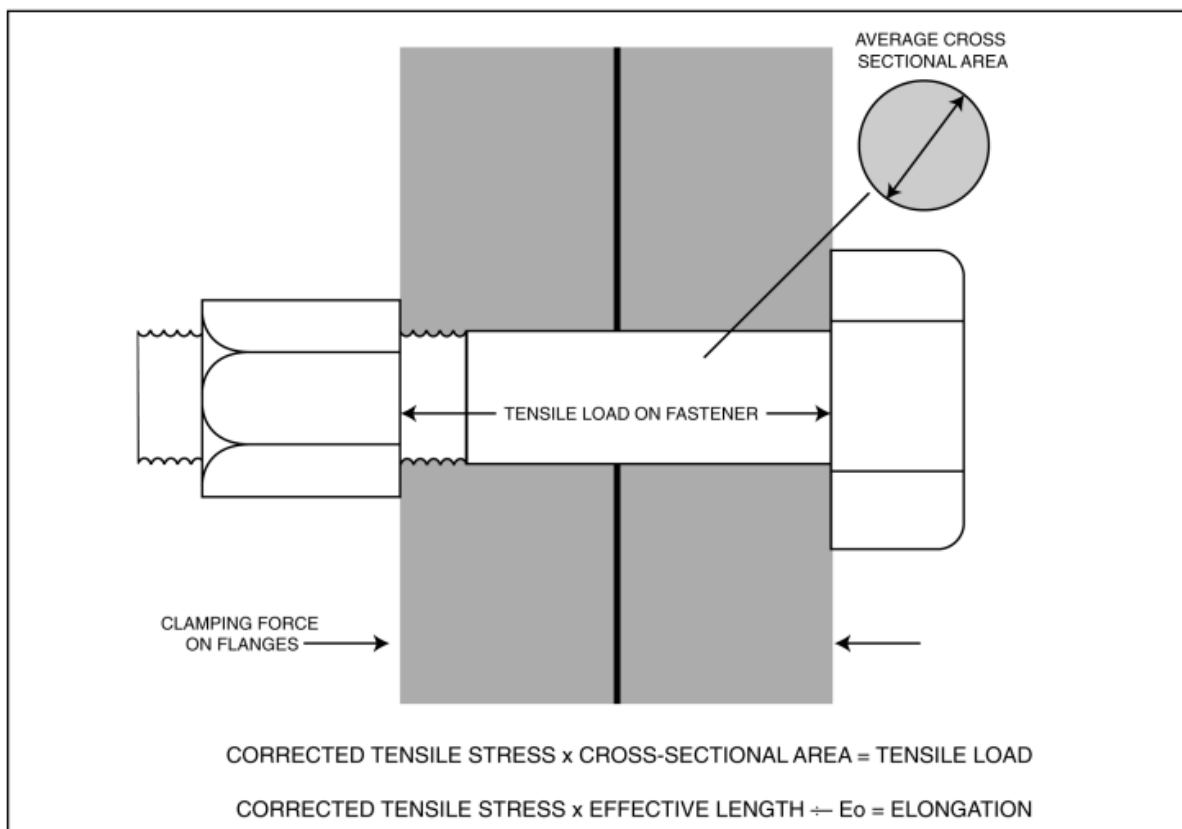 AVERAGE CROSS
SECTIONAL AREA
TENSILE LOAD ON FASTENER
CLAMPING FORCE
ON FLANGES
CORRECTED TENSILE STRESS x CROSS-SECTIONAL AREA = TENSILE LOAD
CORRECTED TENSILE STRESS x EFFECTIVE LENGTH ÷ Eo = ELONGATION